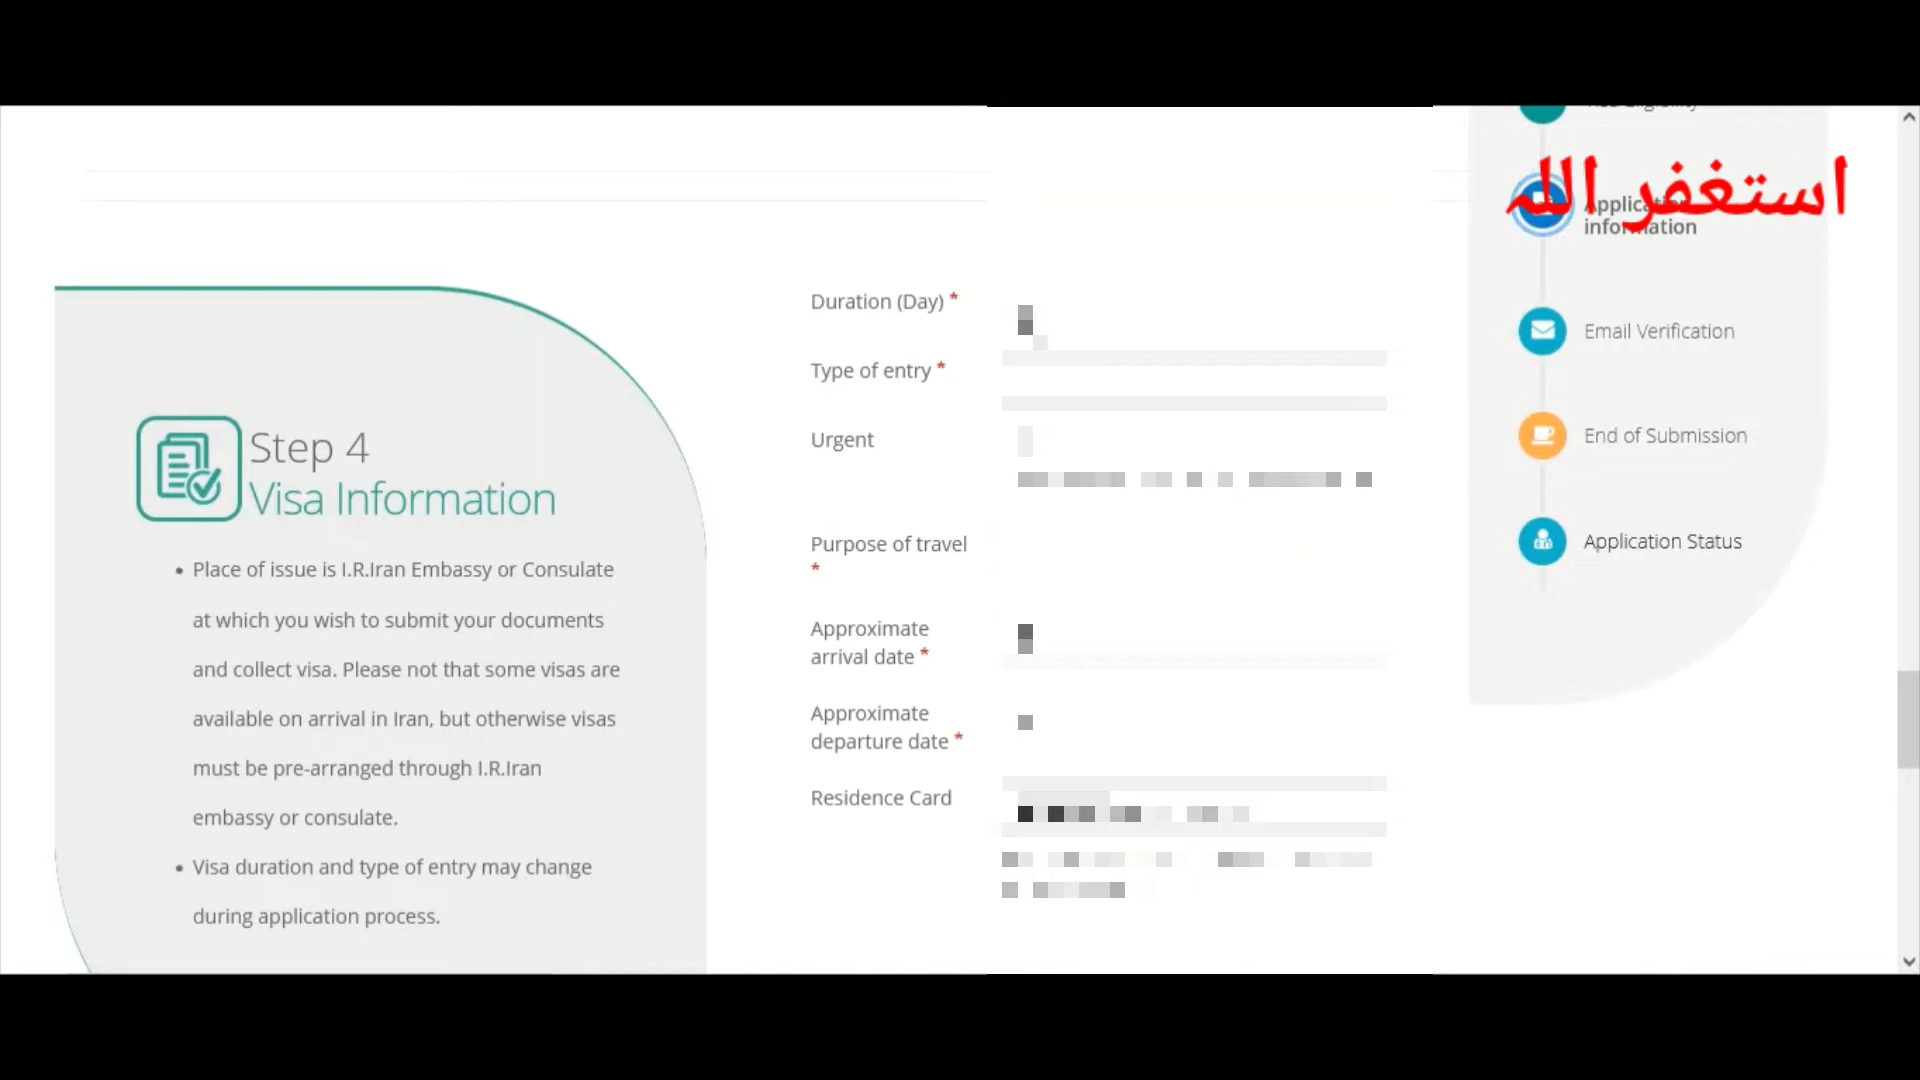 استغفر اللہ
Application
information
Email Verification
End of Submission
Application Status
Step 4
Visa Information
• Place of issue is I.R.Iran Embassy or Consulate
at which you wish to submit your documents
and collect visa. Please not that some visas are
available on arrival in Iran, but otherwise visas
must be pre-arranged through I.R.Iran
embassy or consulate.
• Visa duration and type of entry may change
during application process.
Duration (Day) *
Type of entry *
Urgent
Purpose of travel
*
Approximate
arrival date *
Approximate
departure date *
Residence Card